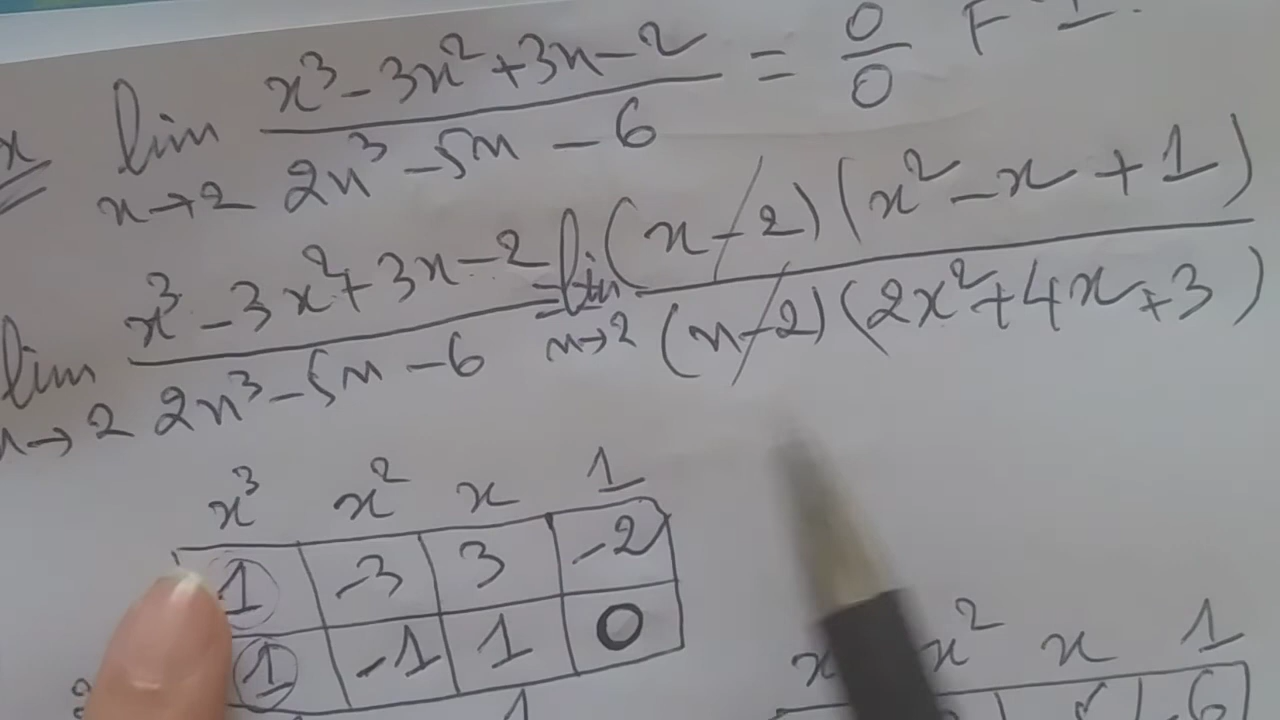 x lim x³-3x²+3x-2 / 2x³-5x-6 = 0/0 F I.
x→2
lim x³-3x²+3x-2 / 2x³-5x-6 = lim (x-2)(x²-x+1) / (x-2)(2x²+4x+3)
x→2 x→2
x³ x² x 1
1 -3 3 -2
1 -1 1 0
x² x 1
-6